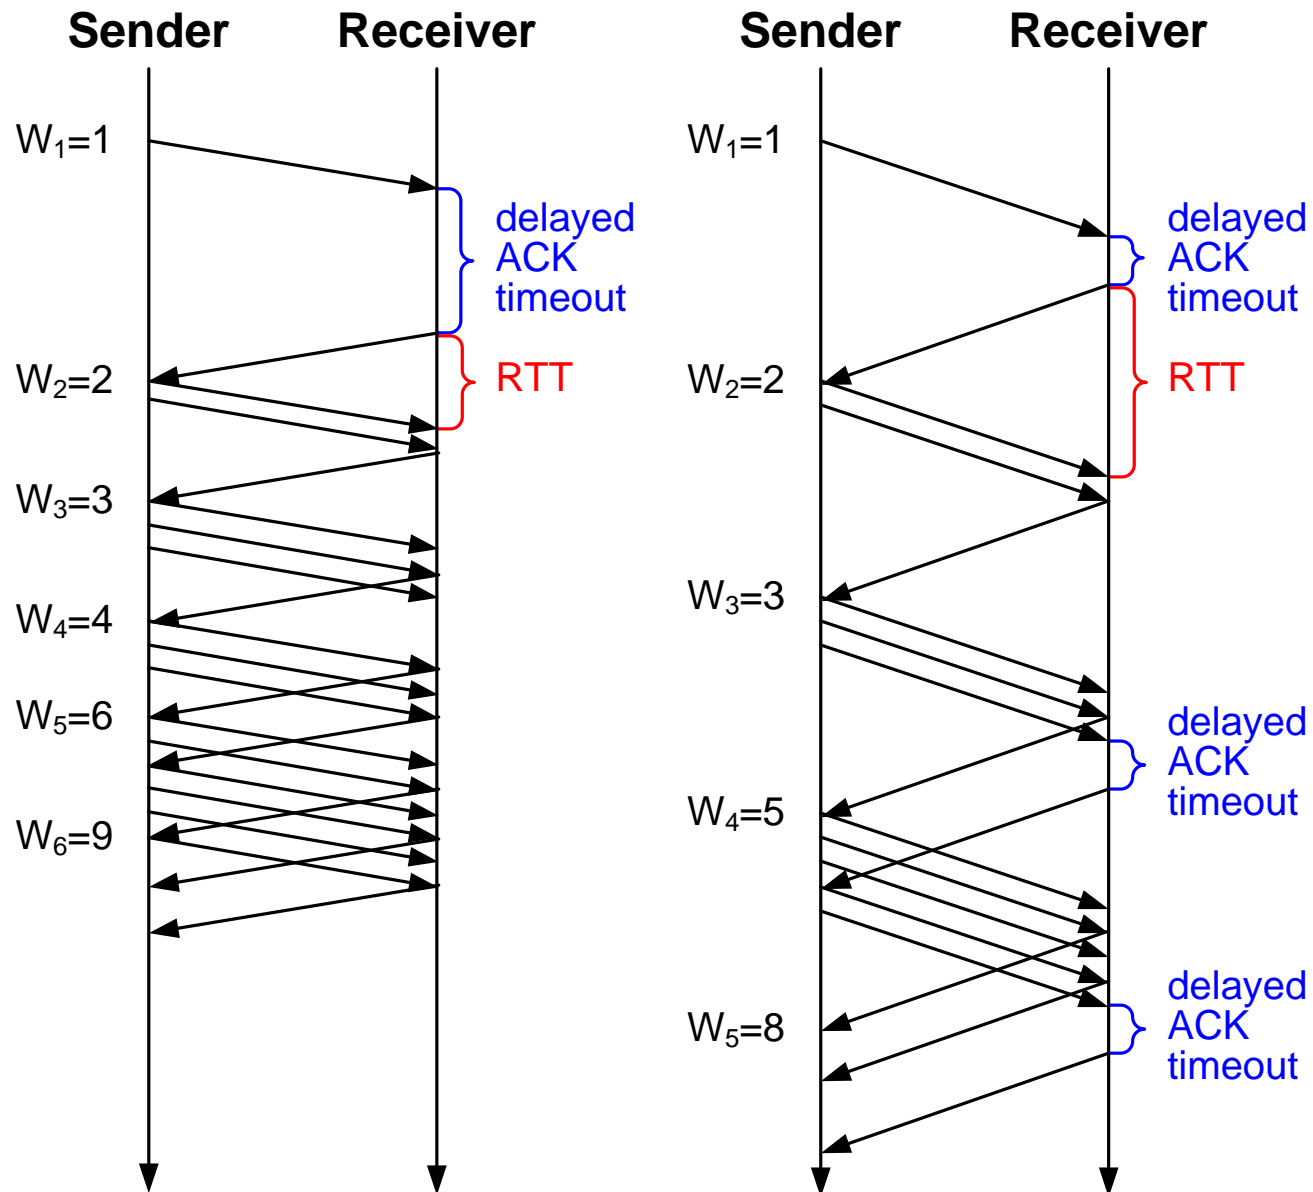 Sender Receiver
W₁=1
delayed
ACK
timeout
W₂=2
RTT
W₃=3
W₄=4
W₅=6
W₆=9
Sender Receiver
W₁=1
delayed
ACK
timeout
W₂=2
RTT
W₃=3
delayed
ACK
timeout
W₄=5
delayed
ACK
timeout
W₅=8